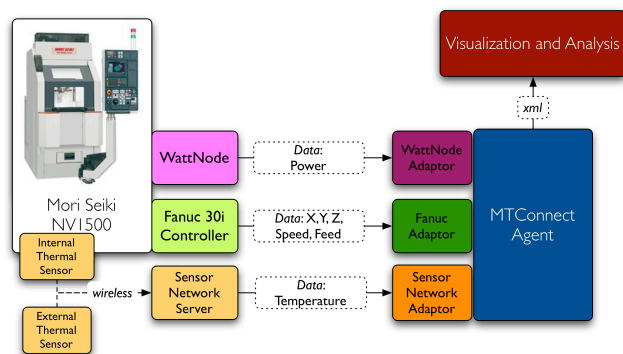 Visualization and Analysis
xml
WattNode
Data:
Power
WattNode
Adaptor
Mori Seiki
NV1500
Fanuc 30i
Controller
Data: X,Y, Z,
Speed, Feed
Fanuc
Adaptor
MTConnect
Agent
Internal
Thermal
Sensor
wireless
Sensor
Network
Server
Data:
Temperature
Sensor
Network
Adaptor
External
Thermal
Sensor